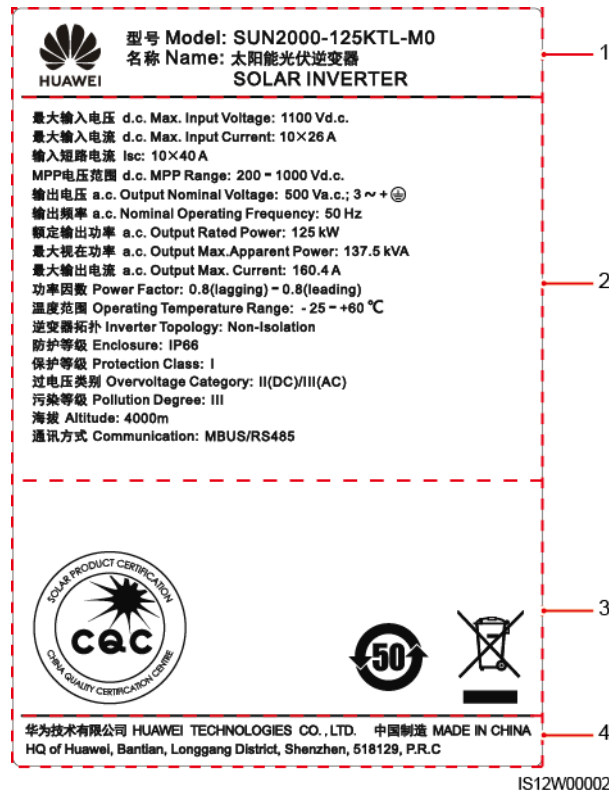 HUAWEI
型号 Model: SUN2000-125KTL-M0
名称 Name: 太阳能光伏逆变器
SOLAR INVERTER
1
最大输入电压 d.c. Max. Input Voltage: 1100 Vd.c.
最大输入电流 d.c. Max. Input Current: 10×26 A
输入短路电流 Isc: 10×40 A
MPP电压范围 d.c. MPP Range: 200 - 1000 Vd.c.
输出电压 a.c. Output Nominal Voltage: 500 Va.c.; 3 ~ + ⏚
输出频率 a.c. Nominal Operating Frequency: 50 Hz
额定输出功率 a.c. Output Rated Power: 125 kW
最大视在功率 a.c. Output Max.Apparent Power: 137.5 kVA
最大输出电流 a.c. Output Max. Current: 160.4 A
功率因数 Power Factor: 0.8(lagging) - 0.8(leading)
温度范围 Operating Temperature Range: - 25 - +60 ℃
逆变器拓扑 Inverter Topology: Non-Isolation
防护等级 Enclosure: IP66
保护等级 Protection Class: I
过电压类别 Overvoltage Category: II(DC)/III(AC)
污染等级 Pollution Degree: III
海拔 Altitude: 4000m
通讯方式 Communication: MBUS/RS485
2
SOLAR PRODUCT CERTIFICATION
CQC
CHINA QUALITY CERTIFICATION CENTRE
50
3
华为技术有限公司 HUAWEI TECHNOLOGIES CO., LTD. 中国制造 MADE IN CHINA
HQ of Huawei, Bantian, Longgang District, Shenzhen, 518129, P.R.C
4
IS12W00002